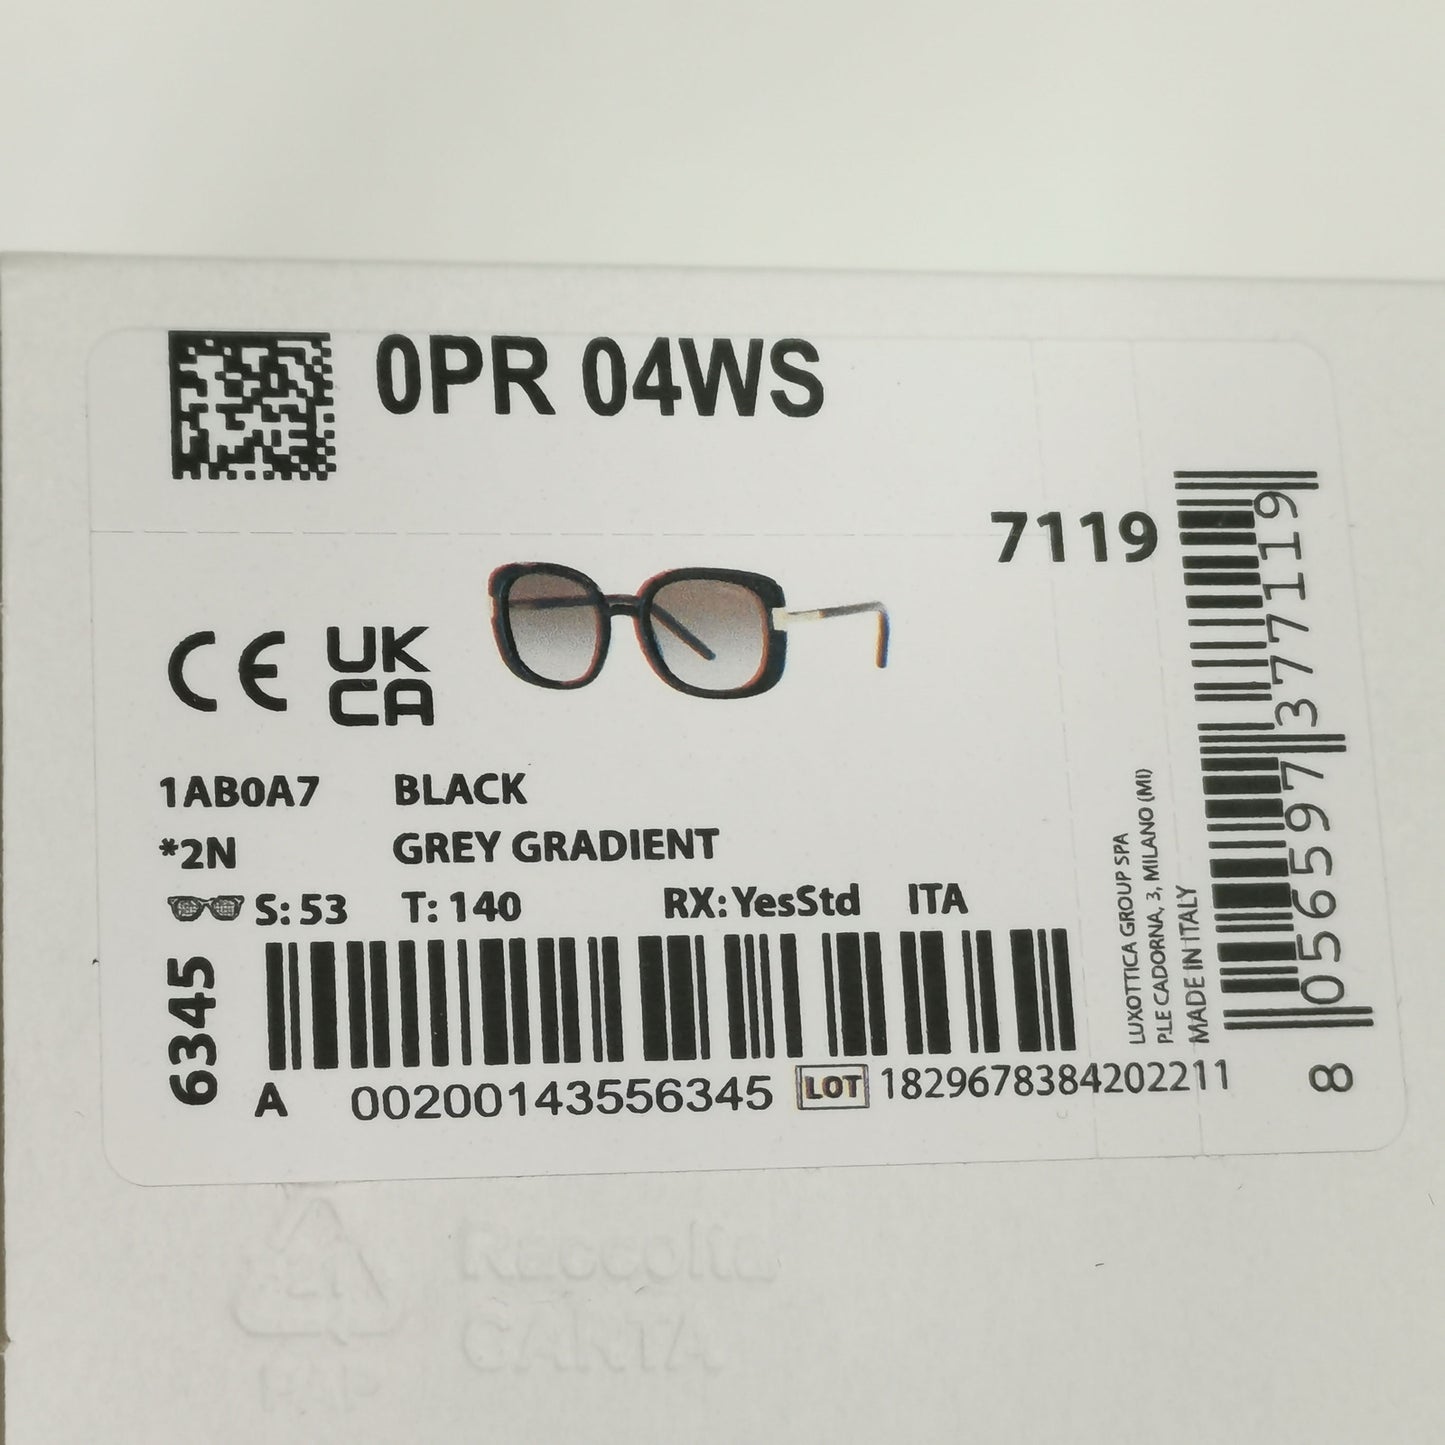 0PR 04WS
7119
CE UK
CA
1AB0A7 BLACK
*2N GREY GRADIENT
S: 53 T: 140 RX: YesStd ITA
6345
A 00200143556345 LOT 1829678384202211
LUXOTTICA GROUP SPA
P.LE CADORNA, 3, MILANO (MI)
MADE IN ITALY
8 056597 377119
Raccolta
CARTA
PAP